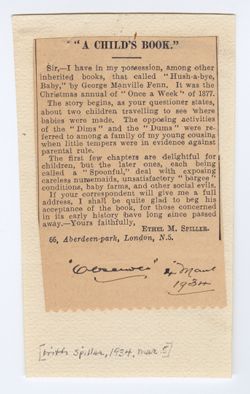 "A CHILD'S BOOK."
Sir,—I have in my possession, among other
inherited books, that called "Hush-a-bye,
Baby," by George Manville Fenn. It was the
Christmas annual of "Once a Week" of 1877.
The story begins, as your questioner states,
about two children travelling to see where
babies were made. The opposing activities
of the "Dims" and the "Dums" were re-
ferred to among a family of my young cousins
when little tempers were in evidence against
parental rule.
The first few chapters are delightful for
children, but the later ones, each being
called a "Spoonful," deal with exposing
careless nursemaids, unsatisfactory "bargee"
conditions, baby farms, and other social evils.
If your correspondent will give me a full
address, I shall be quite glad to beg his
acceptance of the book, for those concerned
in its early history have long since passed
away.—Yours faithfully,
ETHEL M. SPILLER.
66, Aberdeen-park, London, N.5.
"Observer"
4 March
1934
Spiller, 1934, mar